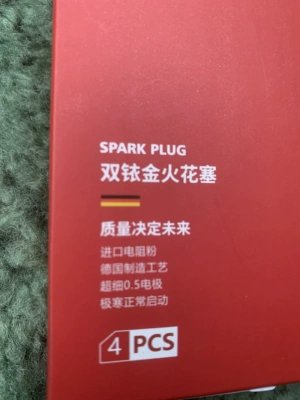 SPARK PLUG
双铱金火花塞
质量决定未来
进口电阻粉
德国制造工艺
超细0.5电极
极寒正常启动
4 PCS